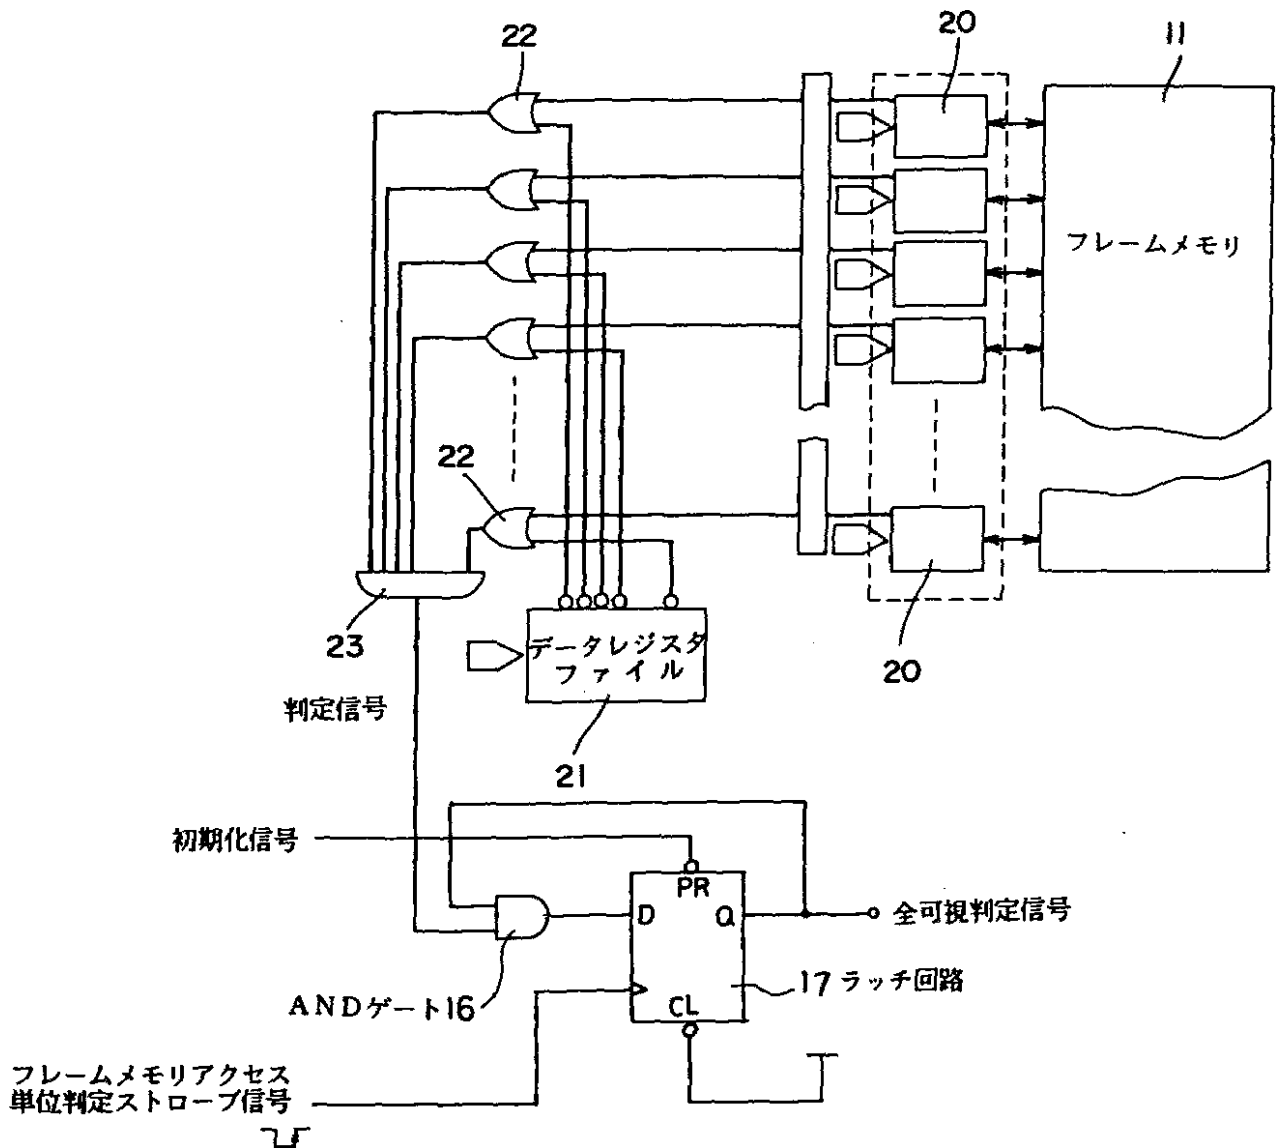 22
20
11
フレームメモリ
22
23
データレジスタ
ファイル
20
判定信号
21
初期化信号
PR
D
Q
全可視判定信号
17 ラッチ回路
ANDゲート16
CL
フレームメモリアクセス
単位判定ストローブ信号